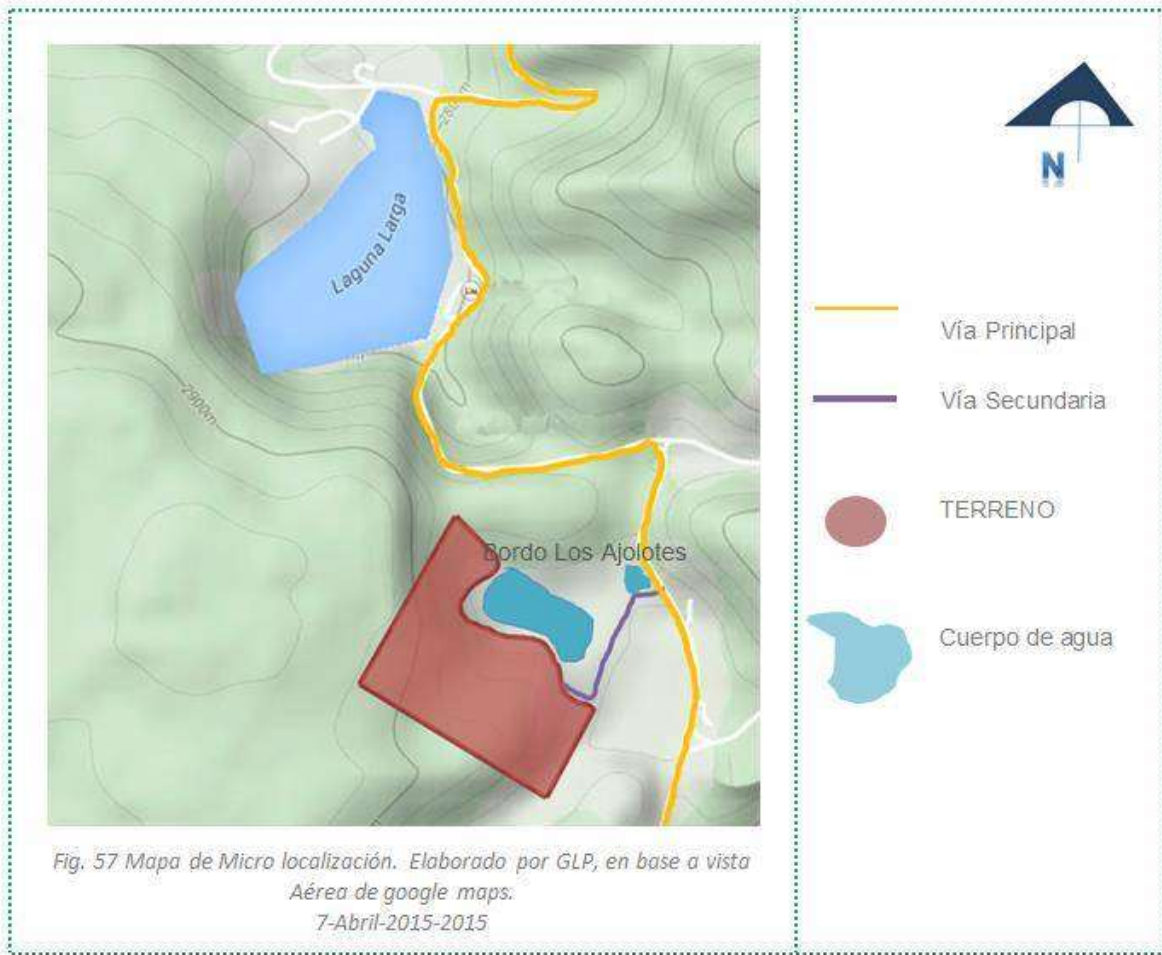 2800m
Laguna Larga
2900m
Bordo Los Ajolotes
Fig. 57 Mapa de Micro localización. Elaborado por GLP, en base a vista
Aérea de google maps.
7-Abril-2015-2015
N
Vía Principal
Vía Secundaria
TERRENO
Cuerpo de agua